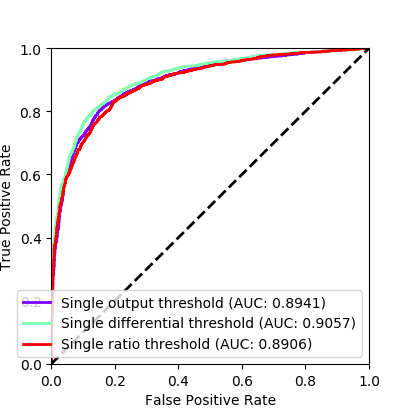 1.0
0.8
0.6
0.4
0.2
0.0
True Positive Rate
Single output threshold (AUC: 0.8941)
Single differential threshold (AUC: 0.9057)
Single ratio threshold (AUC: 0.8906)
0.0 0.2 0.4 0.6 0.8 1.0
False Positive Rate